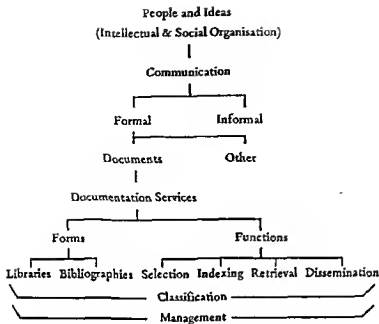 People and Ideas
(Intellectual & Social Organisation)
Communication
Formal Informal
Documents Other
Documentation Services
Forms Functions
Libraries Bibliographies Selection Indexing Retrieval Dissemination
Classification
Management